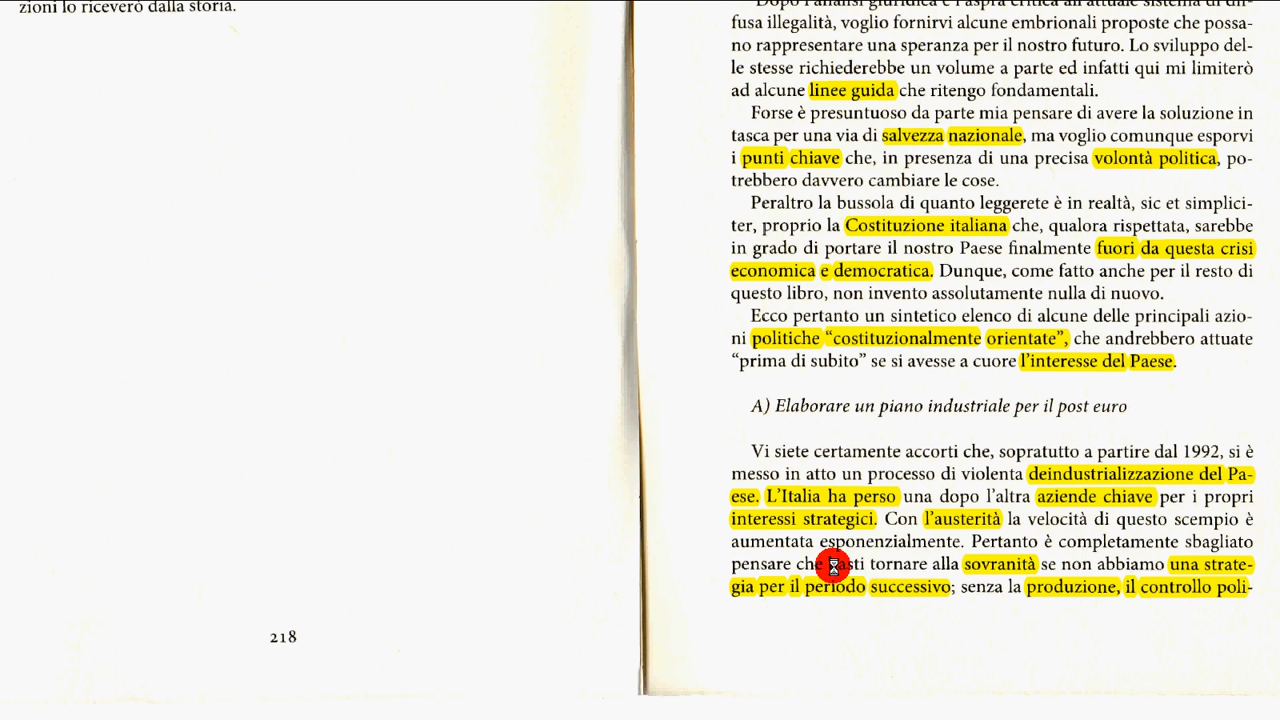 zioni lo riceverò dalla storia.
218
Dopo l'analisi giuridica e l'aspra critica all'attuale sistema di dif-
fusa illegalità, voglio fornirvi alcune embrionali proposte che possa-
no rappresentare una speranza per il nostro futuro. Lo sviluppo del-
le stesse richiederebbe un volume a parte ed infatti qui mi limiterò
ad alcune linee guida che ritengo fondamentali.
Forse è presuntuoso da parte mia pensare di avere la soluzione in
tasca per una via di salvezza nazionale, ma voglio comunque esporvi
i punti chiave che, in presenza di una precisa volontà politica, po-
trebbero davvero cambiare le cose.
Peraltro la bussola di quanto leggerete è in realtà, sic et simplici-
ter, proprio la Costituzione italiana che, qualora rispettata, sarebbe
in grado di portare il nostro Paese finalmente fuori da questa crisi
economica e democratica. Dunque, come fatto anche per il resto di
questo libro, non invento assolutamente nulla di nuovo.
Ecco pertanto un sintetico elenco di alcune delle principali azio-
ni politiche “costituzionalmente orientate”, che andrebbero attuate
“prima di subito” se si avesse a cuore l'interesse del Paese.
A) Elaborare un piano industriale per il post euro
Vi siete certamente accorti che, sopratutto a partire dal 1992, si è
messo in atto un processo di violenta deindustrializzazione del Pa-
ese. L'Italia ha perso una dopo l'altra aziende chiave per i propri
interessi strategici. Con l'austerità la velocità di questo scempio è
aumentata esponenzialmente. Pertanto è completamente sbagliato
pensare che basti tornare alla sovranità se non abbiamo una strate-
gia per il periodo successivo; senza la produzione, il controllo poli-